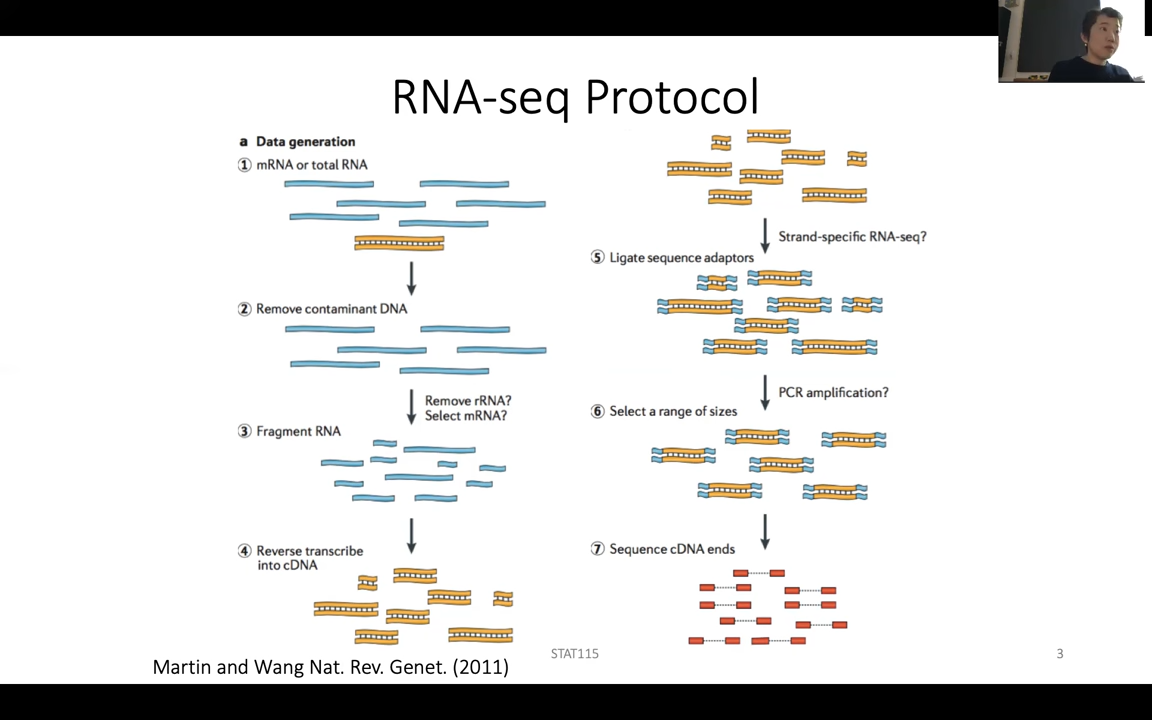 RNA-seq Protocol
a Data generation
① mRNA or total RNA
② Remove contaminant DNA
Remove rRNA?
Select mRNA?
③ Fragment RNA
④ Reverse transcribe
into cDNA
Strand-specific RNA-seq?
⑤ Ligate sequence adaptors
PCR amplification?
⑥ Select a range of sizes
⑦ Sequence cDNA ends
Martin and Wang Nat. Rev. Genet. (2011)
STAT115
3